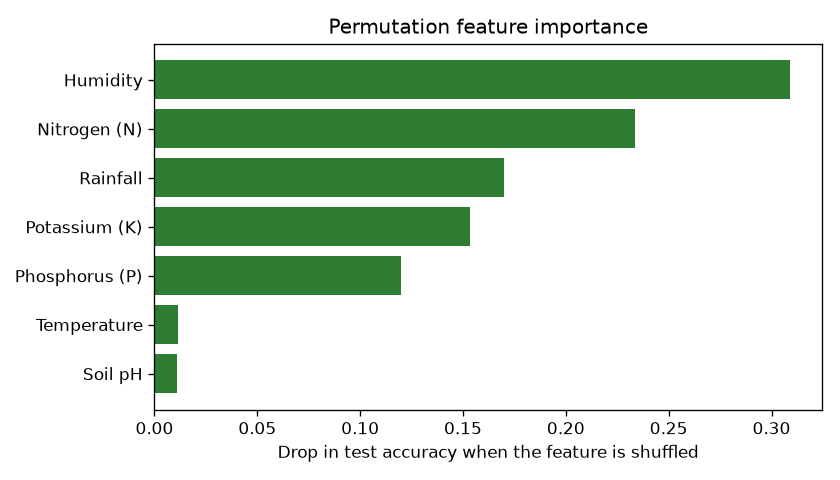 Permutation feature importance
Humidity
Nitrogen (N)
Rainfall
Potassium (K)
Phosphorus (P)
Temperature
Soil pH
0.00 0.05 0.10 0.15 0.20 0.25 0.30
Drop in test accuracy when the feature is shuffled